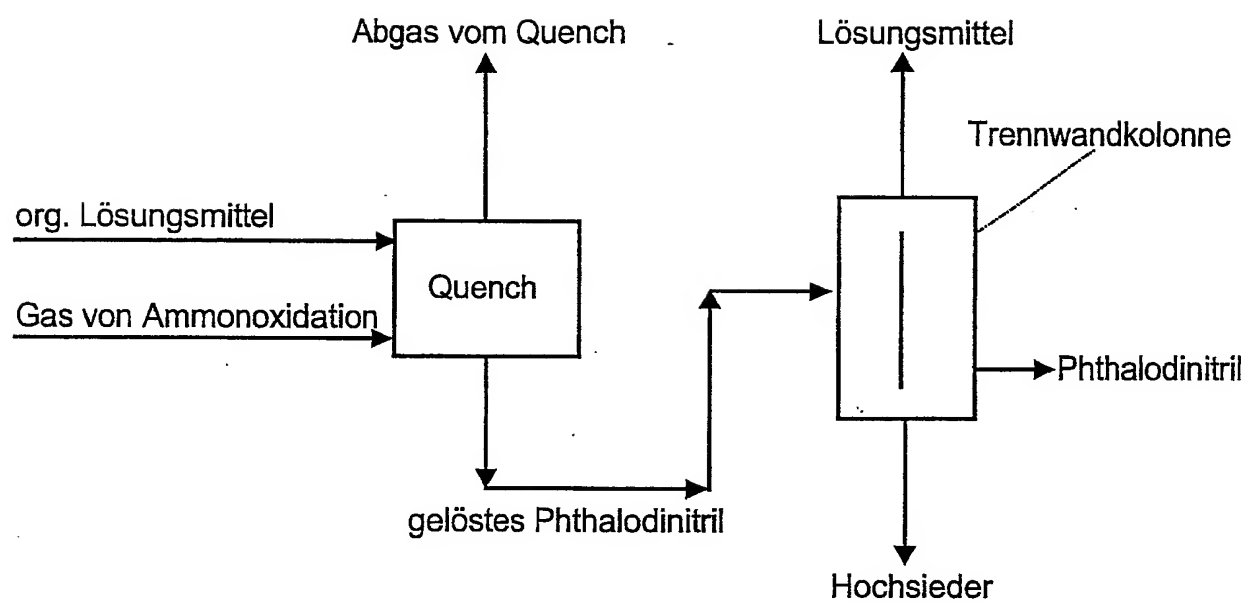 Abgas vom Quench
Lösungsmittel
Trennwandkolonne
org. Lösungsmittel
Quench
Gas von Ammonoxidation
Phthalodinitril
gelöstes Phthalodinitril
Hochsieder